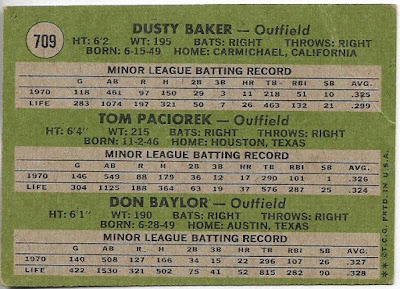 709
DUSTY BAKER — Outfield
HT: 6'2 WT: 195 BATS: RIGHT THROWS: RIGHT
BORN: 6-15-49 HOME: CARMICHAEL, CALIFORNIA
MINOR LEAGUE BATTING RECORD
G AB R H 2B 3B HR TB RBI SB AVG.
1970 118 461 97 150 29 3 11 218 51 10 .325
LIFE 283 1074 197 321 50 7 26 463 132 21 .299
TOM PACIOREK — Outfield
HT: 6'4" WT: 215 BATS: RIGHT THROWS: RIGHT
BORN: 11-2-46 HOME: HOUSTON, TEXAS
MINOR LEAGUE BATTING RECORD
G AB R H 2B 3B HR TB RBI SB AVG.
1970 146 549 88 179 36 12 17 290 101 1 .326
LIFE 304 1125 188 364 63 19 37 576 287 25 .324
DON BAYLOR — Outfield
HT: 6'1" WT: 190 BATS: RIGHT THROWS: RIGHT
BORN: 6-28-49 HOME: AUSTIN, TEXAS
MINOR LEAGUE BATTING RECORD
G AB R H 2B 3B HR TB RBI SB AVG.
1970 140 508 127 166 34 15 22 296 107 26 .327
LIFE 422 1530 321 502 75 41 52 815 282 90 .328
** ©T.C.G. PRTD. IN U.S.A.